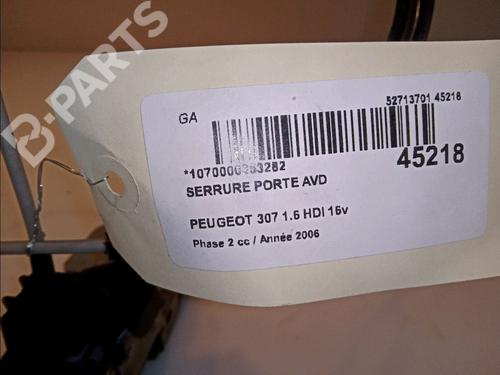 B-PARTS
GA
52713701 45218
*1070000253282
45218
SERRURE PORTE AVD
PEUGEOT 307 1.6 HDI 16v
Phase 2 cc / Année 2006